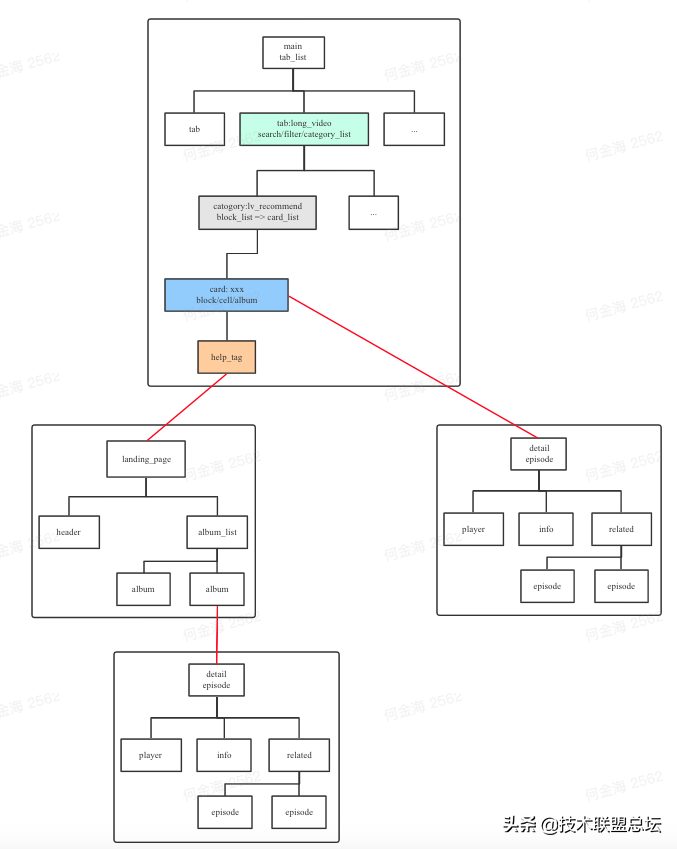 main
tab_list
tab
tab:long_video
search/filter/category_list
...
catogory:lv_recommend
block_list => card_list
...
card: xxx
block/cell/album
help_tag
landing_page
header
album_list
album
album
detail
episode
player
info
related
episode
episode
detail
episode
player
info
related
episode
episode
何金海 2562
头条 @技术联盟总坛